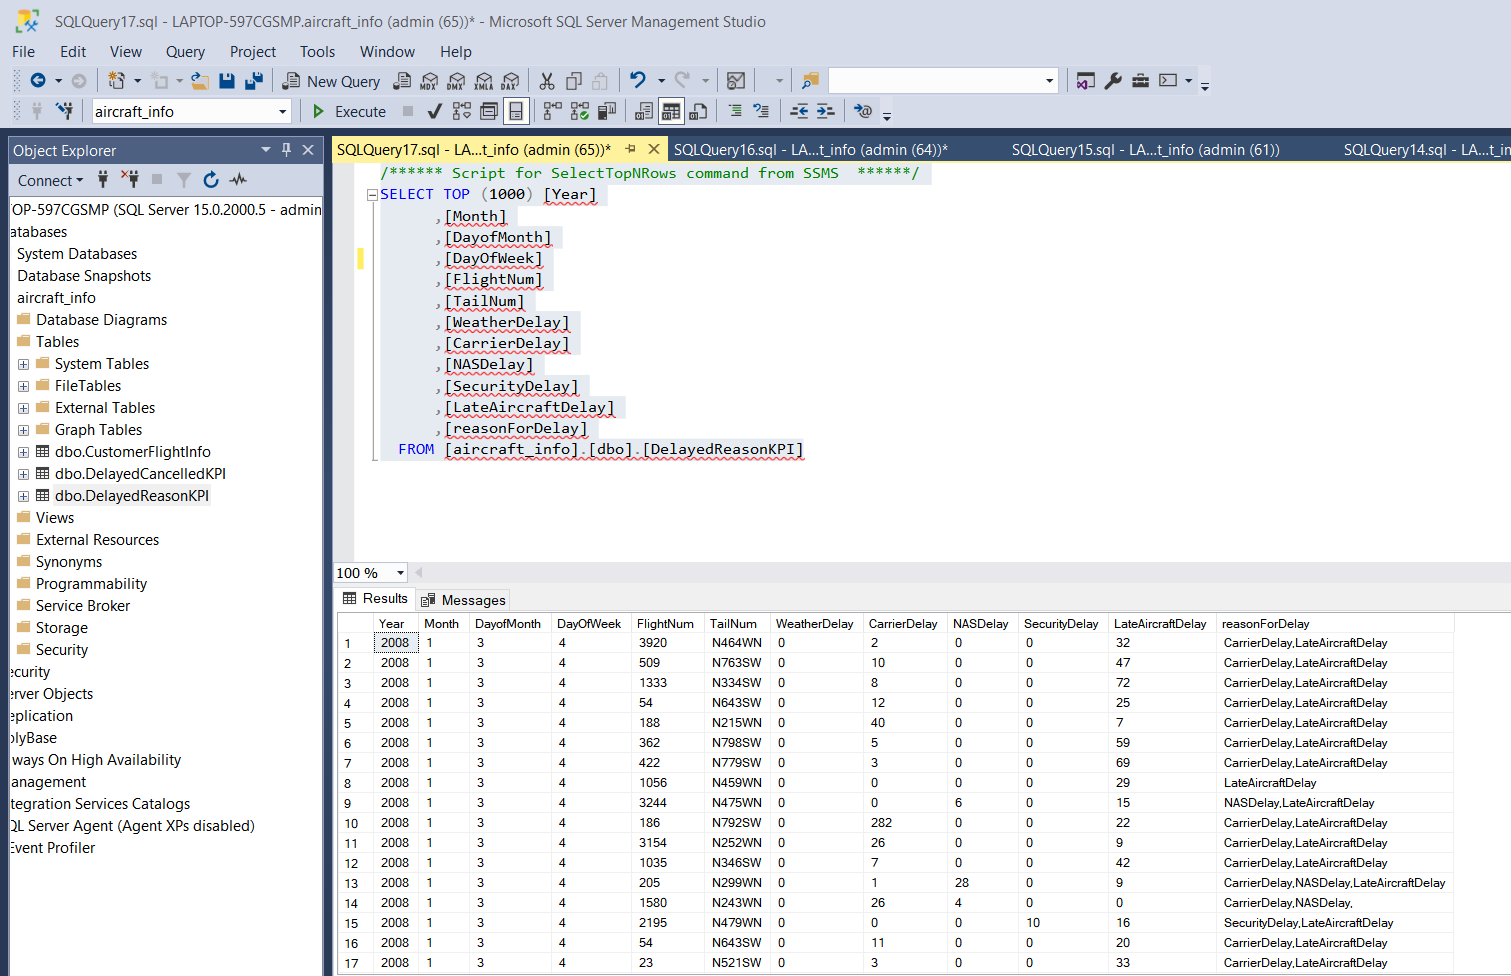 SQLQuery17.sql - LAPTOP-597CGSMP.aircraft_info (admin (65))* - Microsoft SQL Server Management Studio
File Edit View Query Project Tools Window Help
New Query MDX DMX XMLA DAX
aircraft_info Execute
Object Explorer
Connect
OP-597CGSMP (SQL Server 15.0.2000.5 - admin
atabases
System Databases
Database Snapshots
aircraft_info
Database Diagrams
Tables
System Tables
FileTables
External Tables
Graph Tables
dbo.CustomerFlightInfo
dbo.DelayedCancelledKPI
dbo.DelayedReasonKPI
Views
External Resources
Synonyms
Programmability
Service Broker
Storage
Security
ecurity
erver Objects
eplication
olyBase
ways On High Availability
anagement
tegration Services Catalogs
QL Server Agent (Agent XPs disabled)
Event Profiler
SQLQuery17.sql - LA...t_info (admin (65))* SQLQuery16.sql - LA...t_info (admin (64))* SQLQuery15.sql - LA...t_info (admin (61)) SQLQuery14.sql - LA...t_in
/****** Script for SelectTopNRows command from SSMS ******/
SELECT TOP (1000) [Year]
,[Month]
,[DayofMonth]
,[DayOfWeek]
,[FlightNum]
,[TailNum]
,[WeatherDelay]
,[CarrierDelay]
,[NASDelay]
,[SecurityDelay]
,[LateAircraftDelay]
,[reasonForDelay]
FROM [aircraft_info].[dbo].[DelayedReasonKPI]
100 %
Results Messages
Year Month DayofMonth DayOfWeek FlightNum TailNum WeatherDelay CarrierDelay NASDelay SecurityDelay LateAircraftDelay reasonForDelay
1 2008 1 3 4 3920 N464WN 0 2 0 0 32 CarrierDelay,LateAircraftDelay
2 2008 1 3 4 509 N763SW 0 10 0 0 47 CarrierDelay,LateAircraftDelay
3 2008 1 3 4 1333 N334SW 0 8 0 0 72 CarrierDelay,LateAircraftDelay
4 2008 1 3 4 54 N643SW 0 12 0 0 25 CarrierDelay,LateAircraftDelay
5 2008 1 3 4 188 N215WN 0 40 0 0 7 CarrierDelay,LateAircraftDelay
6 2008 1 3 4 362 N798SW 0 5 0 0 59 CarrierDelay,LateAircraftDelay
7 2008 1 3 4 422 N779SW 0 3 0 0 69 CarrierDelay,LateAircraftDelay
8 2008 1 3 4 1056 N459WN 0 0 0 0 29 LateAircraftDelay
9 2008 1 3 4 3244 N475WN 0 0 6 0 15 NASDelay,LateAircraftDelay
10 2008 1 3 4 186 N792SW 0 282 0 0 22 CarrierDelay,LateAircraftDelay
11 2008 1 3 4 3154 N252WN 0 26 0 0 9 CarrierDelay,LateAircraftDelay
12 2008 1 3 4 1035 N346SW 0 7 0 0 42 CarrierDelay,LateAircraftDelay
13 2008 1 3 4 205 N299WN 0 1 28 0 9 CarrierDelay,NASDelay,LateAircraftDelay
14 2008 1 3 4 1580 N243WN 0 26 4 0 0 CarrierDelay,NASDelay,
15 2008 1 3 4 2195 N479WN 0 0 0 10 16 SecurityDelay,LateAircraftDelay
16 2008 1 3 4 54 N643SW 0 11 0 0 20 CarrierDelay,LateAircraftDelay
17 2008 1 3 4 23 N521SW 0 3 0 0 33 CarrierDelay,LateAircraftDelay